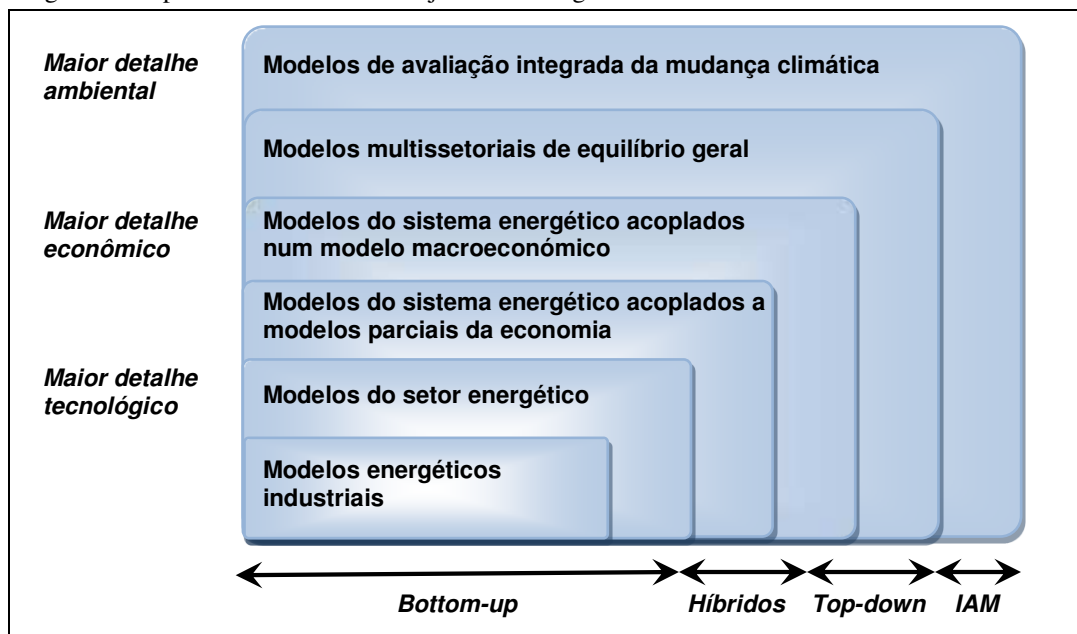 Maior detalhe
ambiental
Modelos de avaliação integrada da mudança climática
Modelos multissetoriais de equilíbrio geral
Maior detalhe
econômico
Modelos do sistema energético acoplados
num modelo macroeconómico
Modelos do sistema energético acoplados a
modelos parciais da economia
Maior detalhe
tecnológico
Modelos do setor energético
Modelos energéticos
industriais
Bottom-up
Híbridos
Top-down
IAM